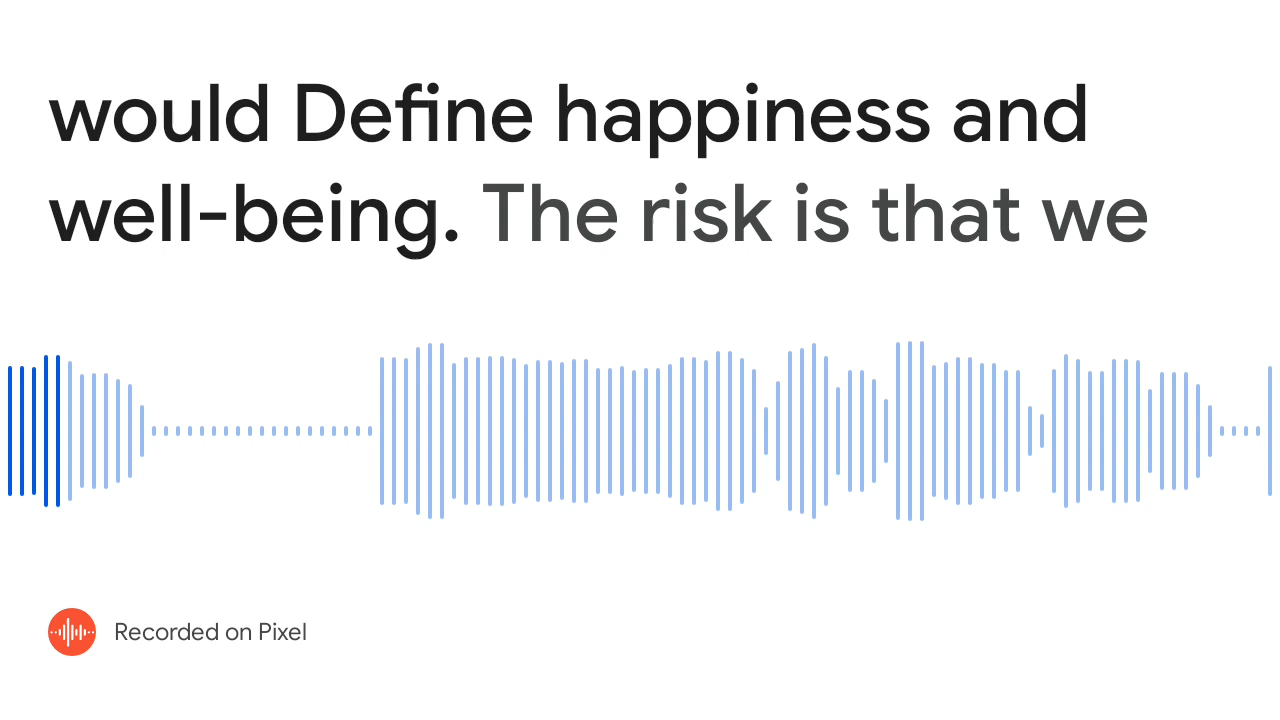 would Define happiness and
well-being. The risk is that we
Recorded on Pixel